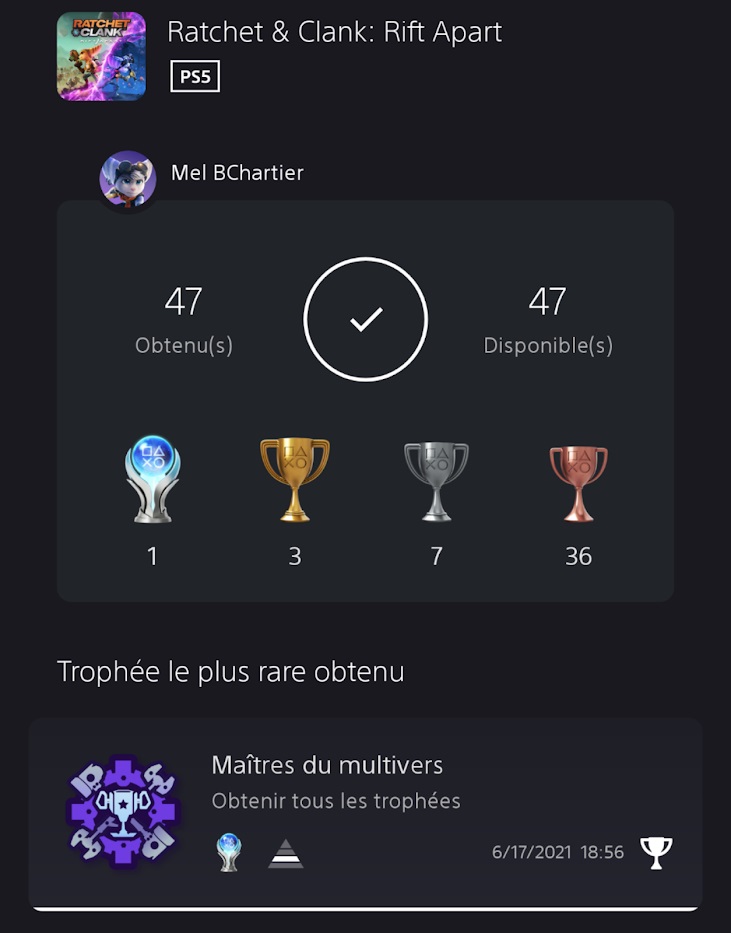 RATCHET
CLANK
Ratchet & Clank: Rift Apart
PS5
Mel BChartier
47
Obtenu(s)
47
Disponible(s)
1
3
7
36
Trophée le plus rare obtenu
Maîtres du multivers
Obtenir tous les trophées
6/17/2021 18:56